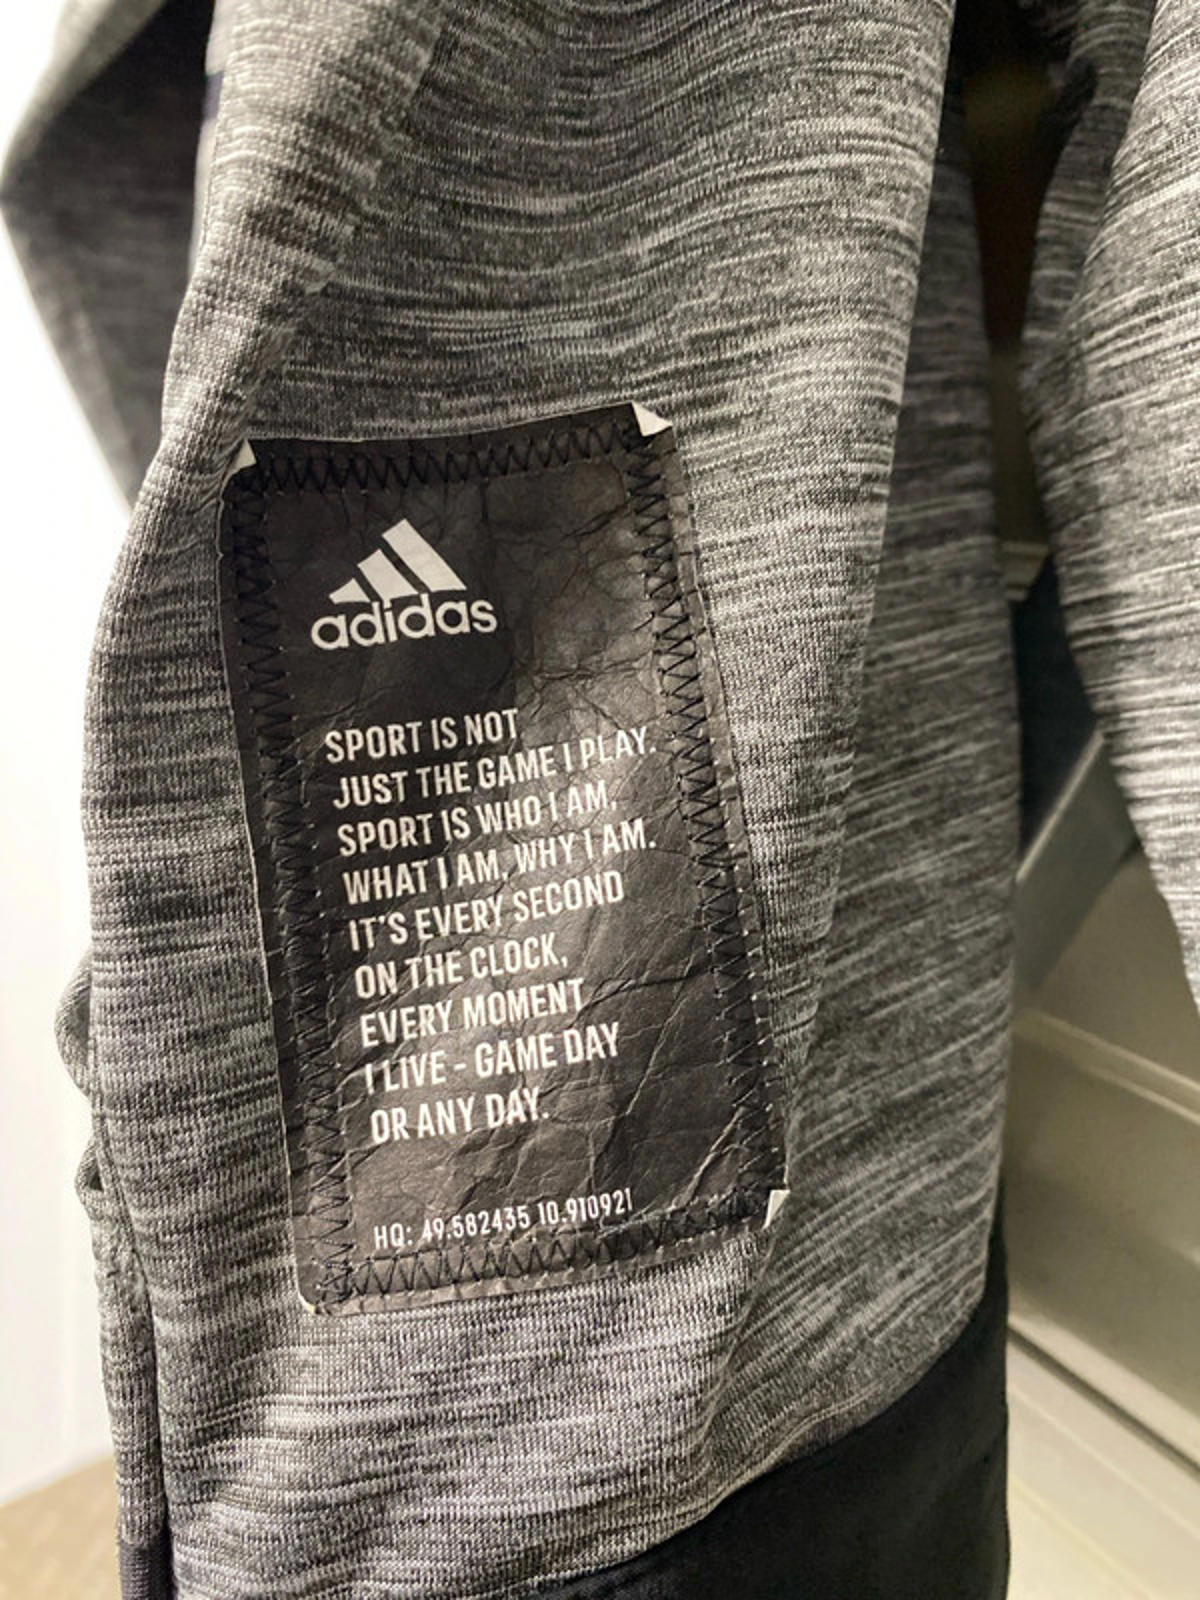 adidas
SPORT IS NOT
JUST THE GAME I PLAY.
SPORT IS WHO I AM,
WHAT I AM, WHY I AM.
IT'S EVERY SECOND
ON THE CLOCK,
EVERY MOMENT
I LIVE - GAME DAY
OR ANY DAY.
HQ: 49.582435 10.910921